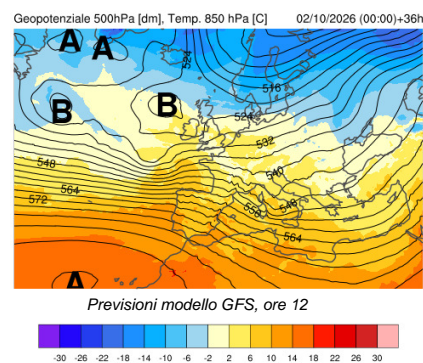 Geopotenziale 500hPa [dm], Temp. 850 hPa [C] 02/10/2026 (00:00)+36h
A A
524
516
B B
524
532
548 540
564
572 556 548
564
A
Previsioni modello GFS, ore 12
-30 -26 -22 -18 -14 -10 -6 -2 2 6 10 14 18 22 26 30